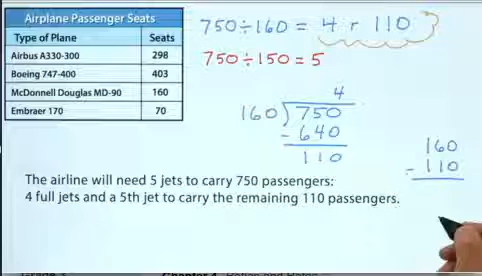 Airplane Passenger Seats
Type of Plane Seats
Airbus A330-300 298
Boeing 747-400 403
McDonnell Douglas MD-90 160
Embraer 170 70
750÷160 = 4 r 110
750÷150 = 5
4
160)750
- 640
110
160
- 110
The airline will need 5 jets to carry 750 passengers:
4 full jets and a 5th jet to carry the remaining 110 passengers.
Chapter 4